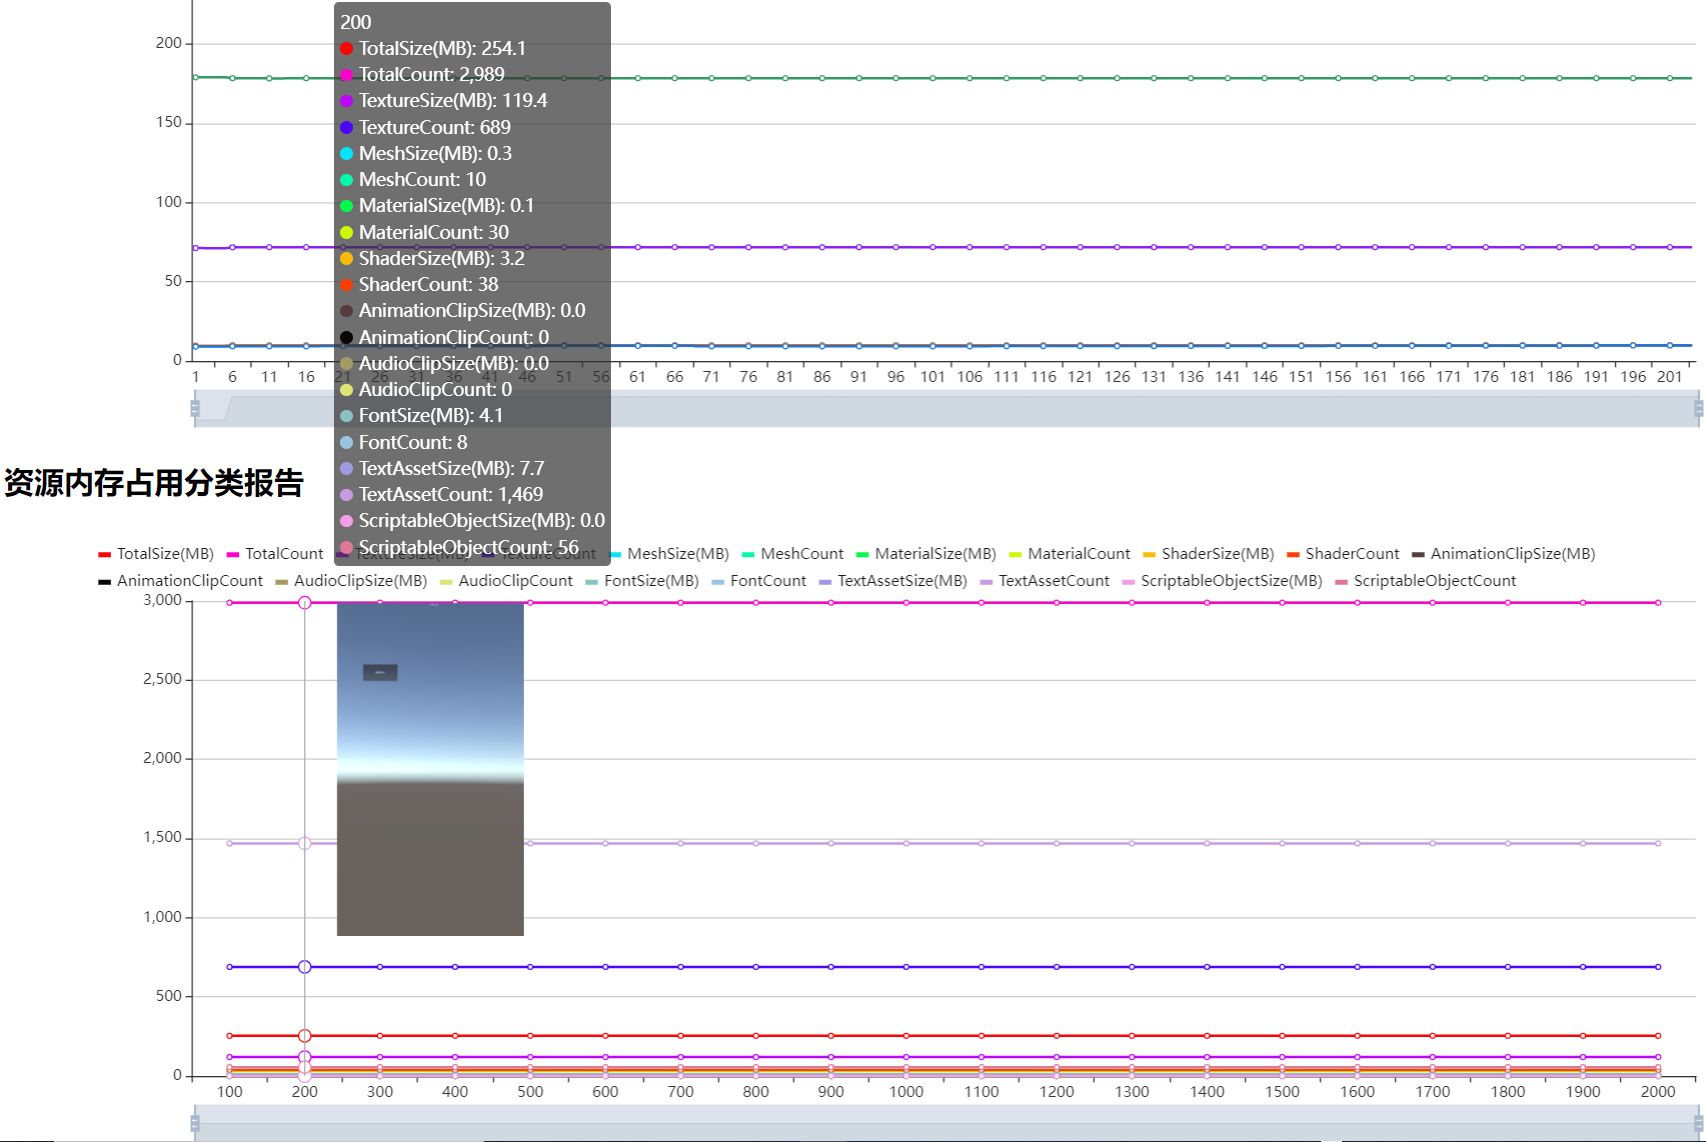 200
TotalSize(MB): 254.1
TotalCount: 2,989
TextureSize(MB): 119.4
TextureCount: 689
MeshSize(MB): 0.3
MeshCount: 10
MaterialSize(MB): 0.1
MaterialCount: 30
ShaderSize(MB): 3.2
ShaderCount: 38
AnimationClipSize(MB): 0.0
AnimationClipCount: 0
AudioClipSize(MB): 0.0
AudioClipCount: 0
FontSize(MB): 4.1
FontCount: 8
TextAssetSize(MB): 7.7
TextAssetCount: 1,469
ScriptableObjectSize(MB): 0.0
ScriptableObjectCount: 56
200
150
100
50
0
1 6 11 16 21 26 31 36 41 46 51 56 61 66 71 76 81 86 91 96 101 106 111 116 121 126 131 136 141 146 151 156 161 166 171 176 181 186 191 196 201
资源内存占用分类报告
TotalSize(MB) TotalCount TextureSize(MB) TextureCount MeshSize(MB) MeshCount MaterialSize(MB) MaterialCount ShaderSize(MB) ShaderCount AnimationClipSize(MB)
AnimationClipCount AudioClipSize(MB) AudioClipCount FontSize(MB) FontCount TextAssetSize(MB) TextAssetCount ScriptableObjectSize(MB) ScriptableObjectCount
3,000
2,500
2,000
1,500
1,000
500
0
100 200 300 400 500 600 700 800 900 1000 1100 1200 1300 1400 1500 1600 1700 1800 1900 2000